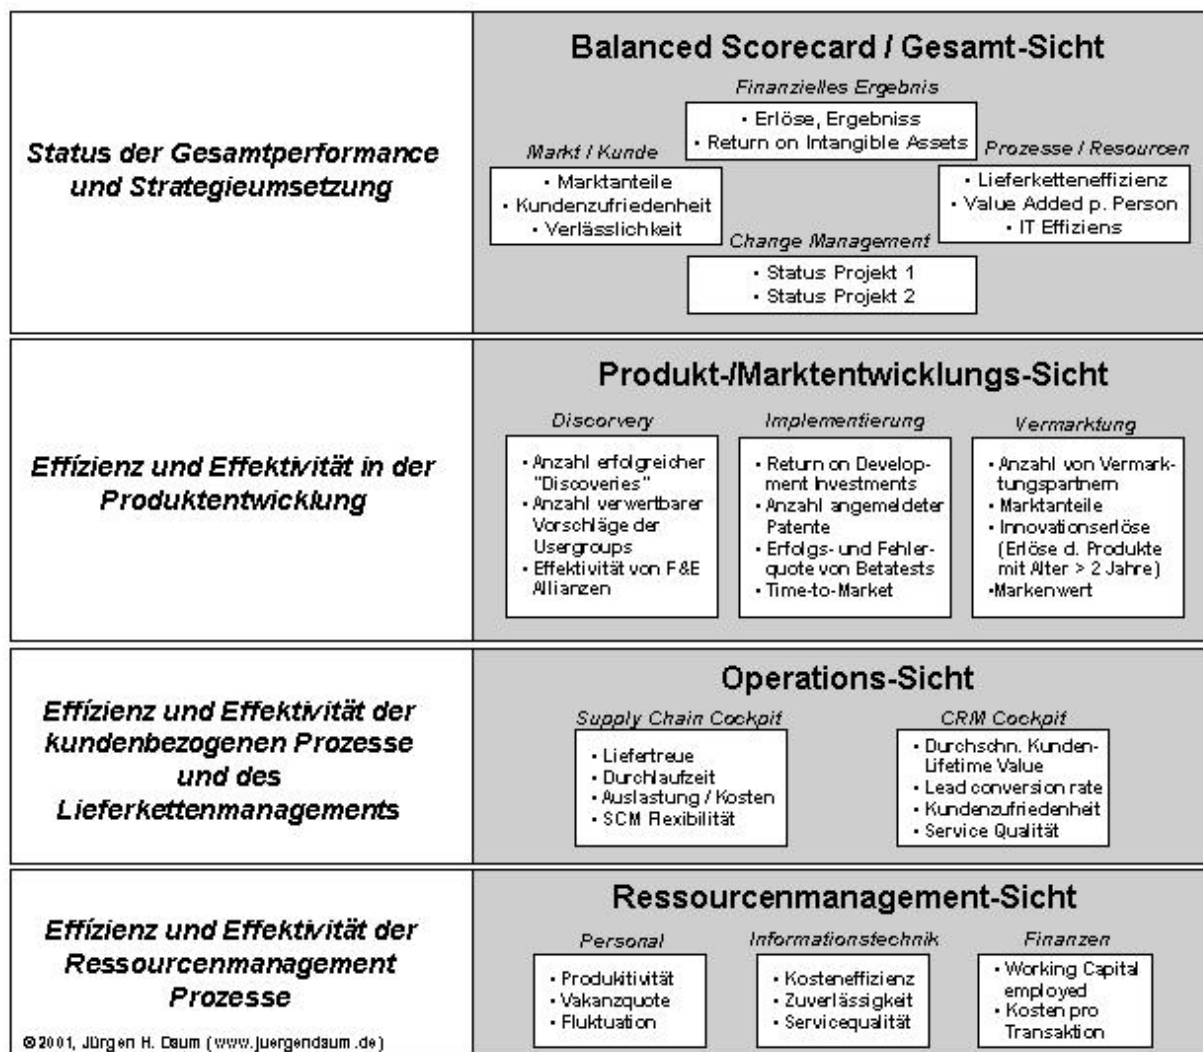 Status der Gesamtperformance
und Strategieumsetzung
Balanced Scorecard / Gesamt-Sicht
Finanzielles Ergebnis
• Erlöse, Ergebniss
• Return on Intangible Assets
Markt / Kunde
• Marktanteile
• Kundenzufriedenheit
• Verlässlichkeit
Prozesse / Resourcen
• Lieferketteneffizienz
• Value Added p. Person
• IT Effiziens
Change Management
• Status Projekt 1
• Status Projekt 2
Effizienz und Effektivität in der
Produktentwicklung
Produkt-/Marktentwicklungs-Sicht
Discorvery
• Anzahl erfolgreicher
"Discoveries"
• Anzahl verwertbarer
Vorschläge der
Usergroups
• Effektivität von F&E
Allianzen
Implementierung
• Return on Develop-
ment Investments
• Anzahl angemeldeter
Patente
• Erfolgs- und Fehler-
quote von Betatests
• Time-to-Market
Vermarktung
• Anzahl von Vermark-
tungspartnern
• Marktanteile
• Innovationserlöse
(Erlöse d. Produkte
mit Alter > 2 Jahre)
•Markenwert
Effizienz und Effektivität der
kundenbezogenen Prozesse
und des
Lieferkettenmanagements
Operations-Sicht
Supply Chain Cockpit
• Liefertreue
• Durchlaufzeit
• Auslastung / Kosten
• SCM Flexibilität
CRM Cockpit
• Durchschn. Kunden-
Lifetime Value
• Lead conversion rate
• Kundenzufriedenheit
• Service Qualität
Effizienz und Effektivität der
Ressourcenmanagement
Prozesse
Ressourcenmanagement-Sicht
Personal
• Produkitivität
• Vakanzquote
• Fluktuation
Informationstechnik
• Kosteneffizienz
• Zuverlässigkeit
• Servicequalität
Finanzen
• Working Capital
employed
• Kosten pro
Transaktion
©2001, Jürgen H. Daum (www.juergendaum.de)